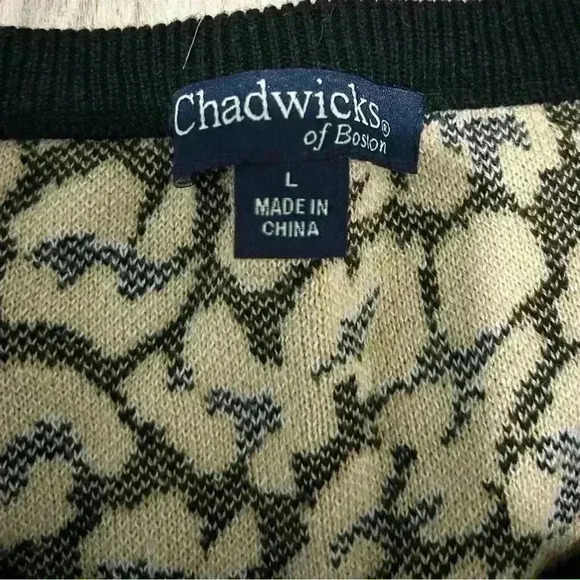 Chadwicks®
of Boston
L
MADE IN
CHINA